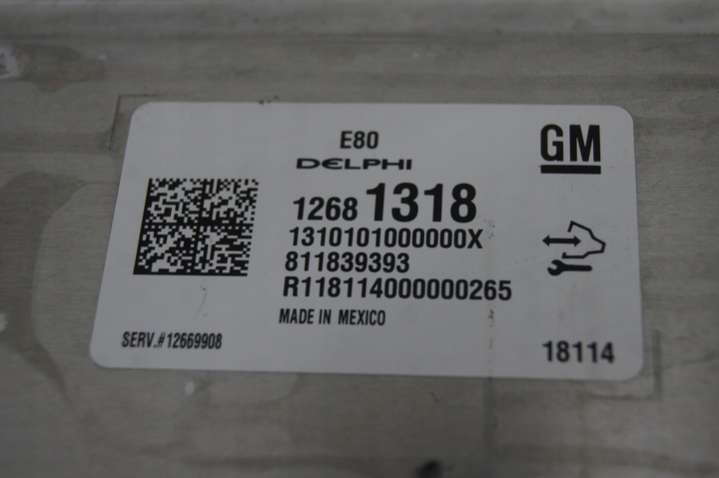 E80
GM
DELPHI
1268 1318
1310101000000X
811839393
R118114000000265
MADE IN MEXICO
SERV.#12669908
18114